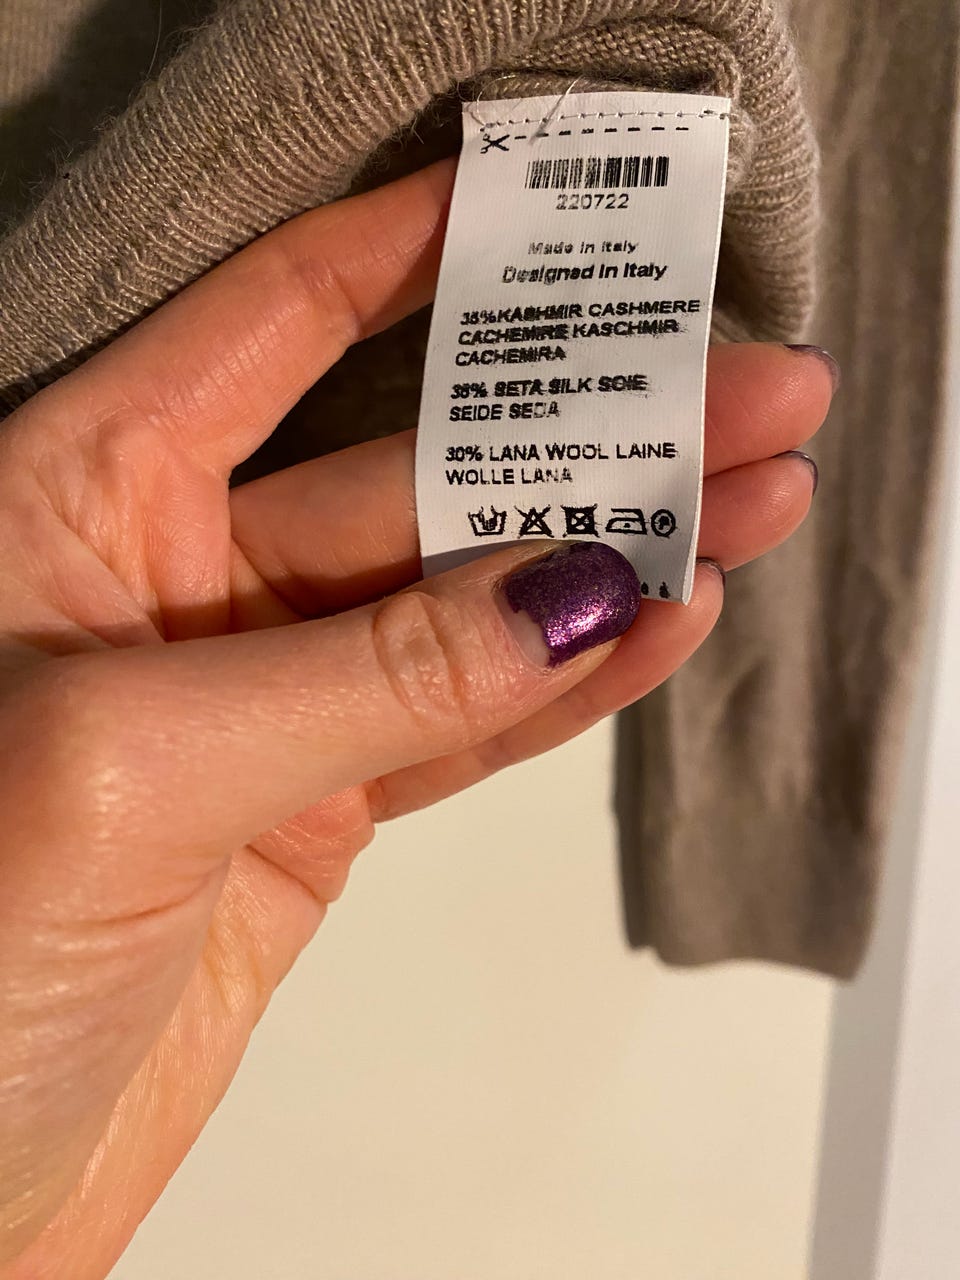 220722
Made in Italy
Designed in Italy
35%KASHMIR CASHMERE
CACHEMIRE KASCHMIR
CACHEMIRA
35% SETA SILK SOIE
SEIDE SEDA
30% LANA WOOL LAINE
WOLLE LANA